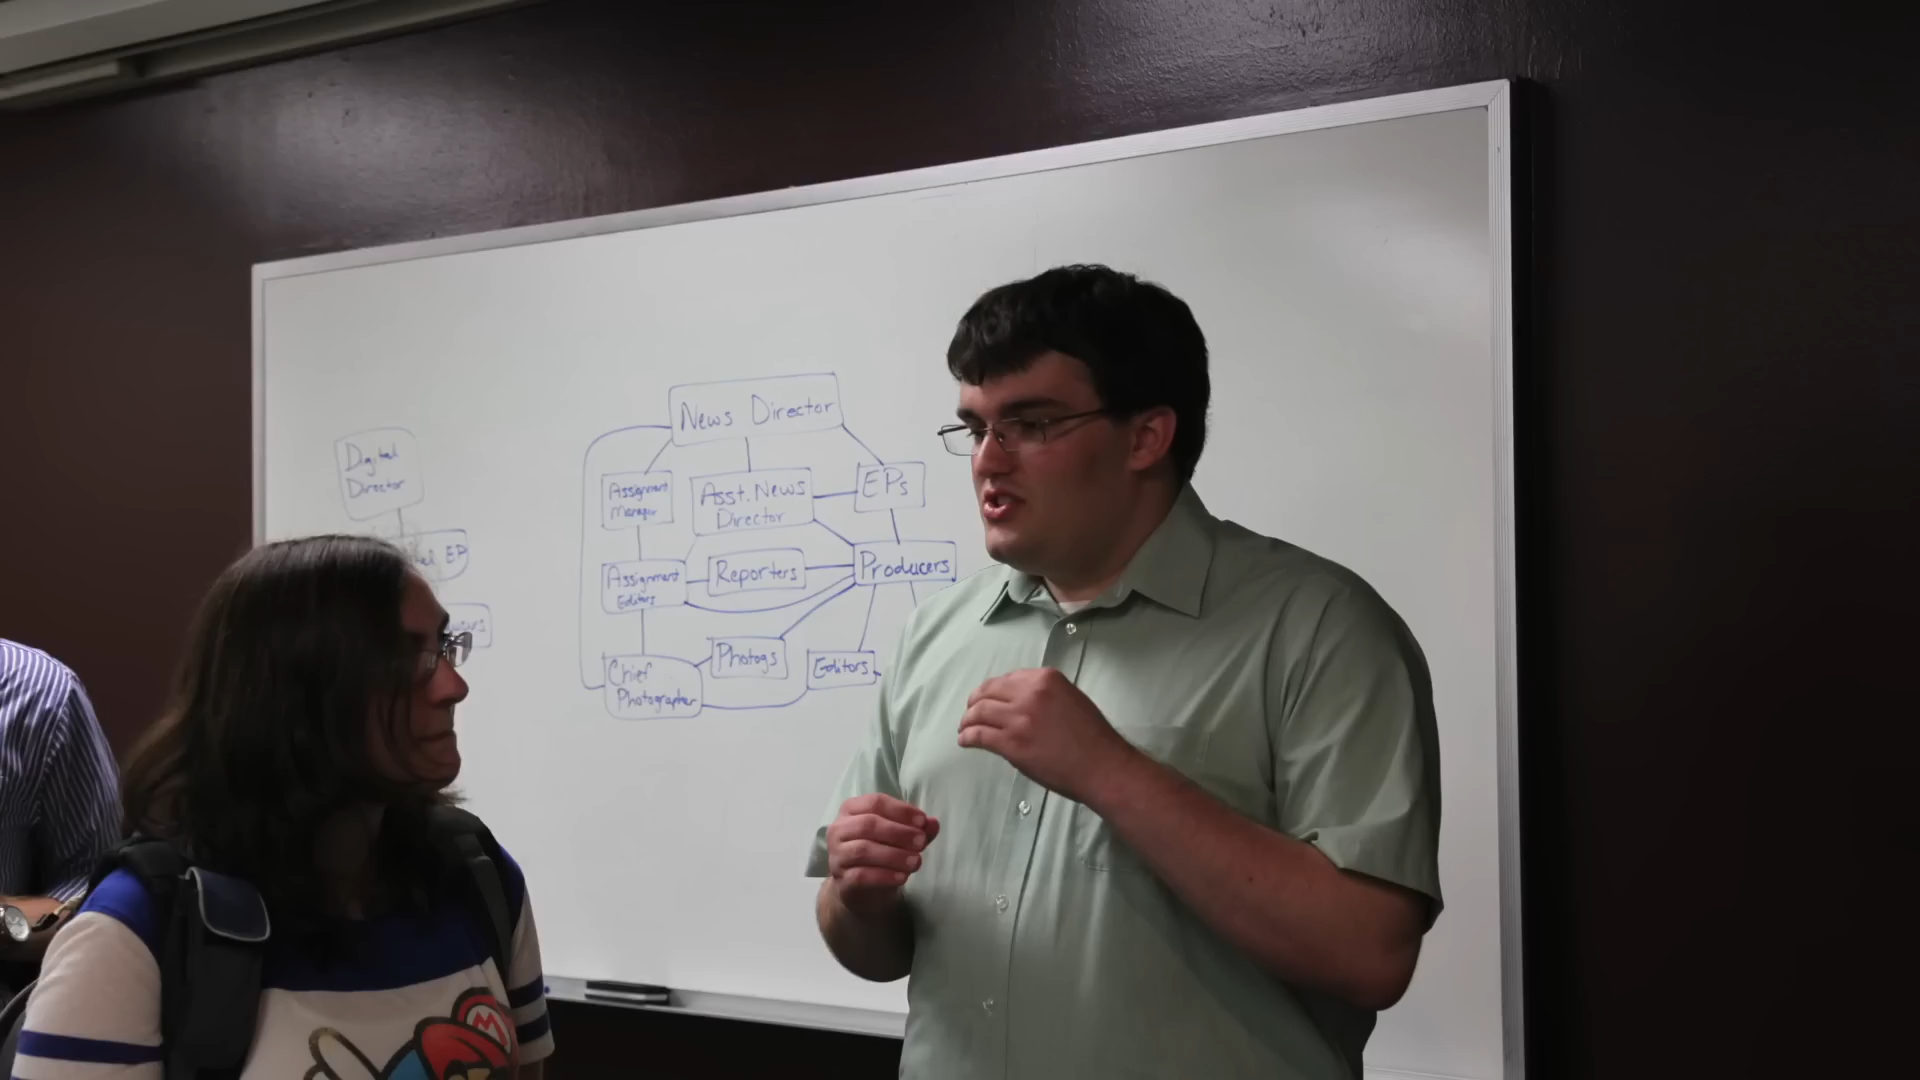 News Director
Digital
Director
Assignment
Manager
Asst. News
Director
EPs
EP
Assignment
Editors
Reporters
Producers
Chief
Photographer
Photogs
Editors
M